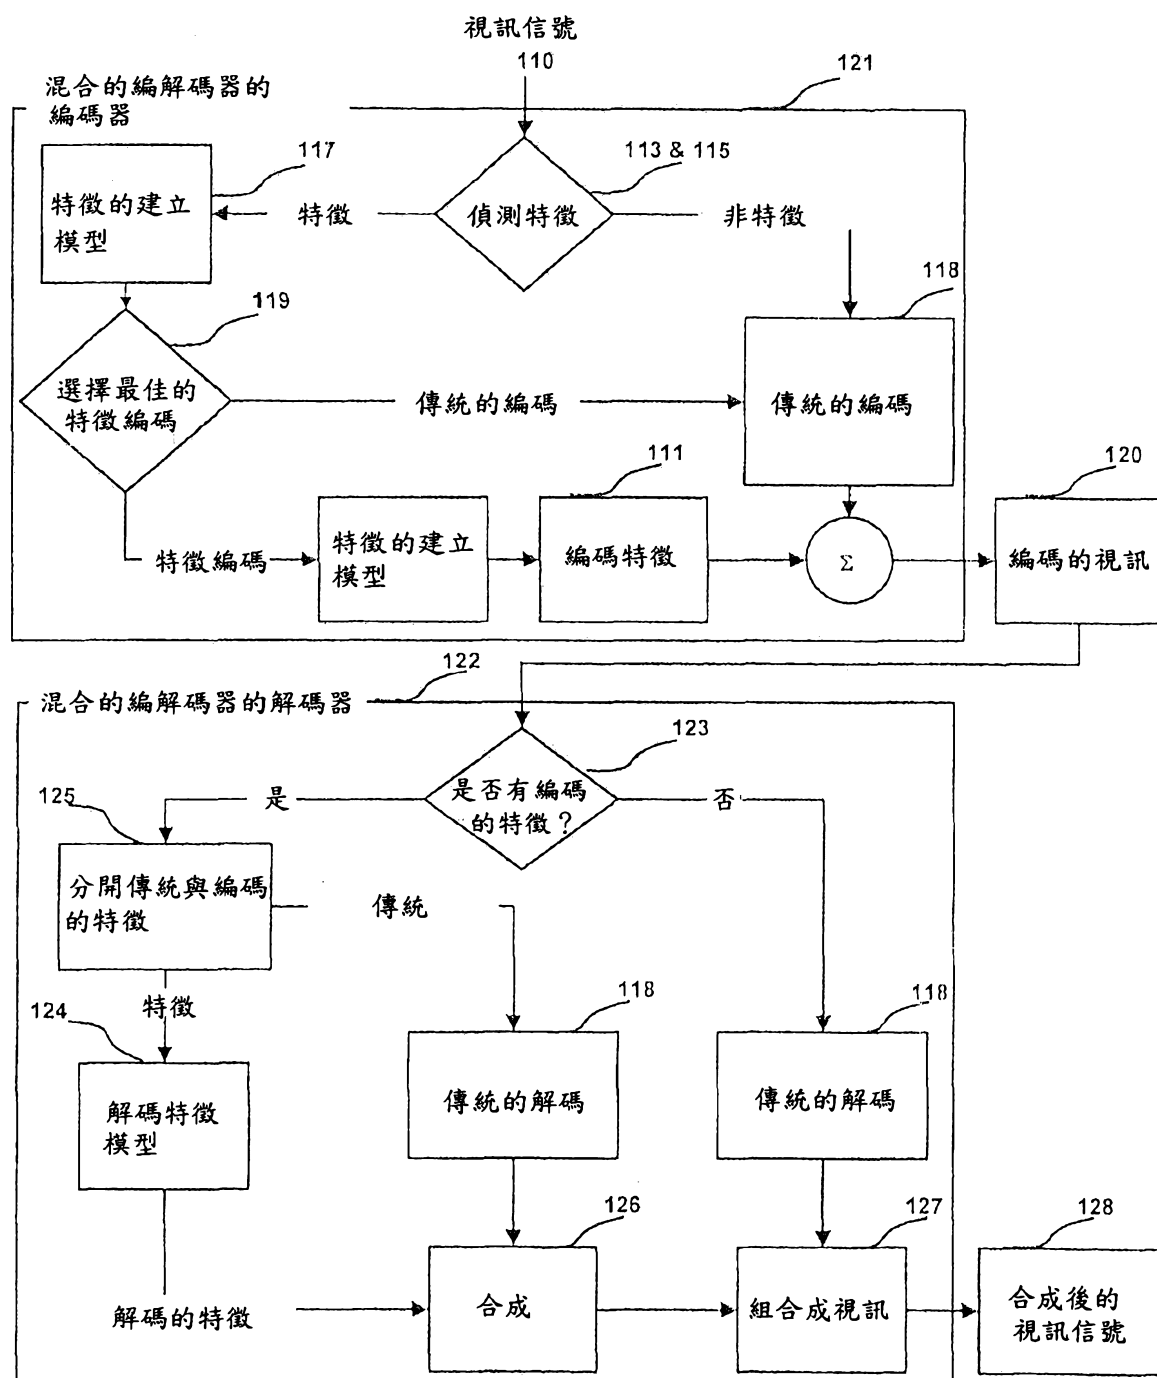 視訊信號
110
121
混合的編解碼器的
編碼器
117
113 & 115
特徵的建立
模型
特徵
偵測特徵
非特徵
119
118
選擇最佳的
特徵編碼
傳統的編碼
傳統的編碼
111
120
特徵編碼
特徵的建立
模型
編碼特徵
Σ
編碼的視訊
122
混合的編解碼器的解碼器
123
125
是
是否有編碼
的特徵?
否
分開傳統與編碼
的特徵
傳統
特徵
124
118
118
解碼特徵
模型
傳統的解碼
傳統的解碼
126
127
128
解碼的特徵
合成
組合成視訊
合成後的
視訊信號